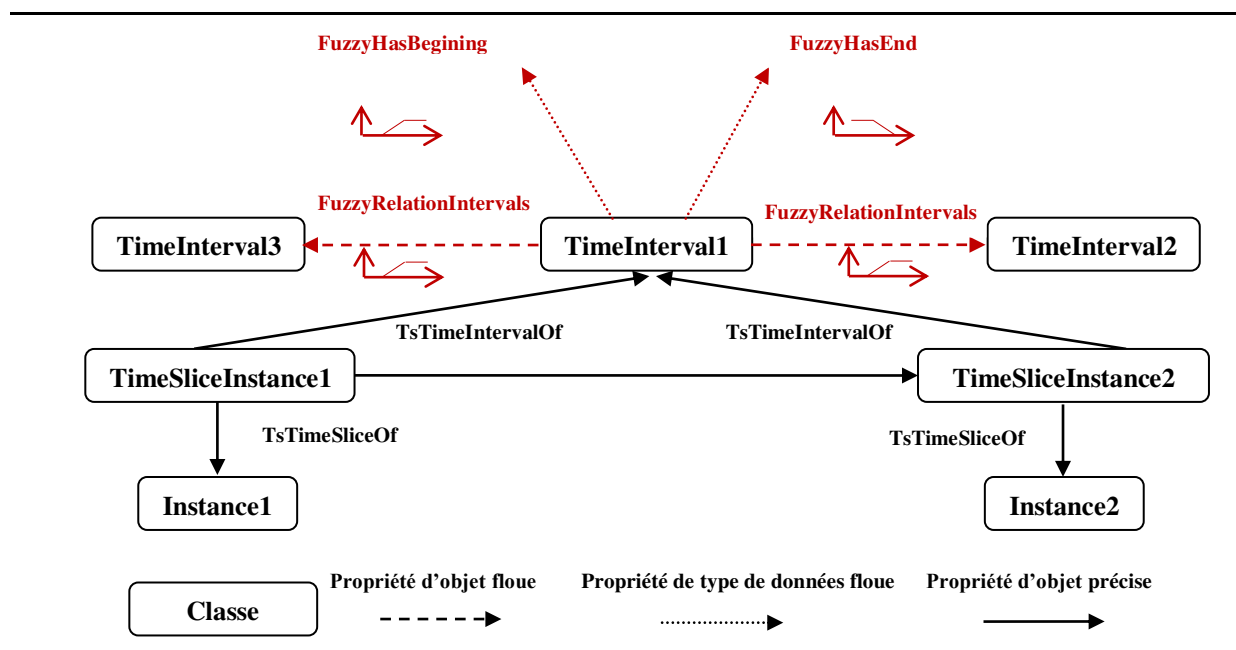 FuzzyHasBegining
FuzzyHasEnd
FuzzyRelationIntervals
FuzzyRelationIntervals
TimeInterval3
TimeInterval1
TimeInterval2
TsTimeIntervalOf
TsTimeIntervalOf
TimeSliceInstance1
TimeSliceInstance2
TsTimeSliceOf
TsTimeSliceOf
Instance1
Instance2
Classe
Propriété d’objet floue
Propriété de type de données floue
Propriété d’objet précise